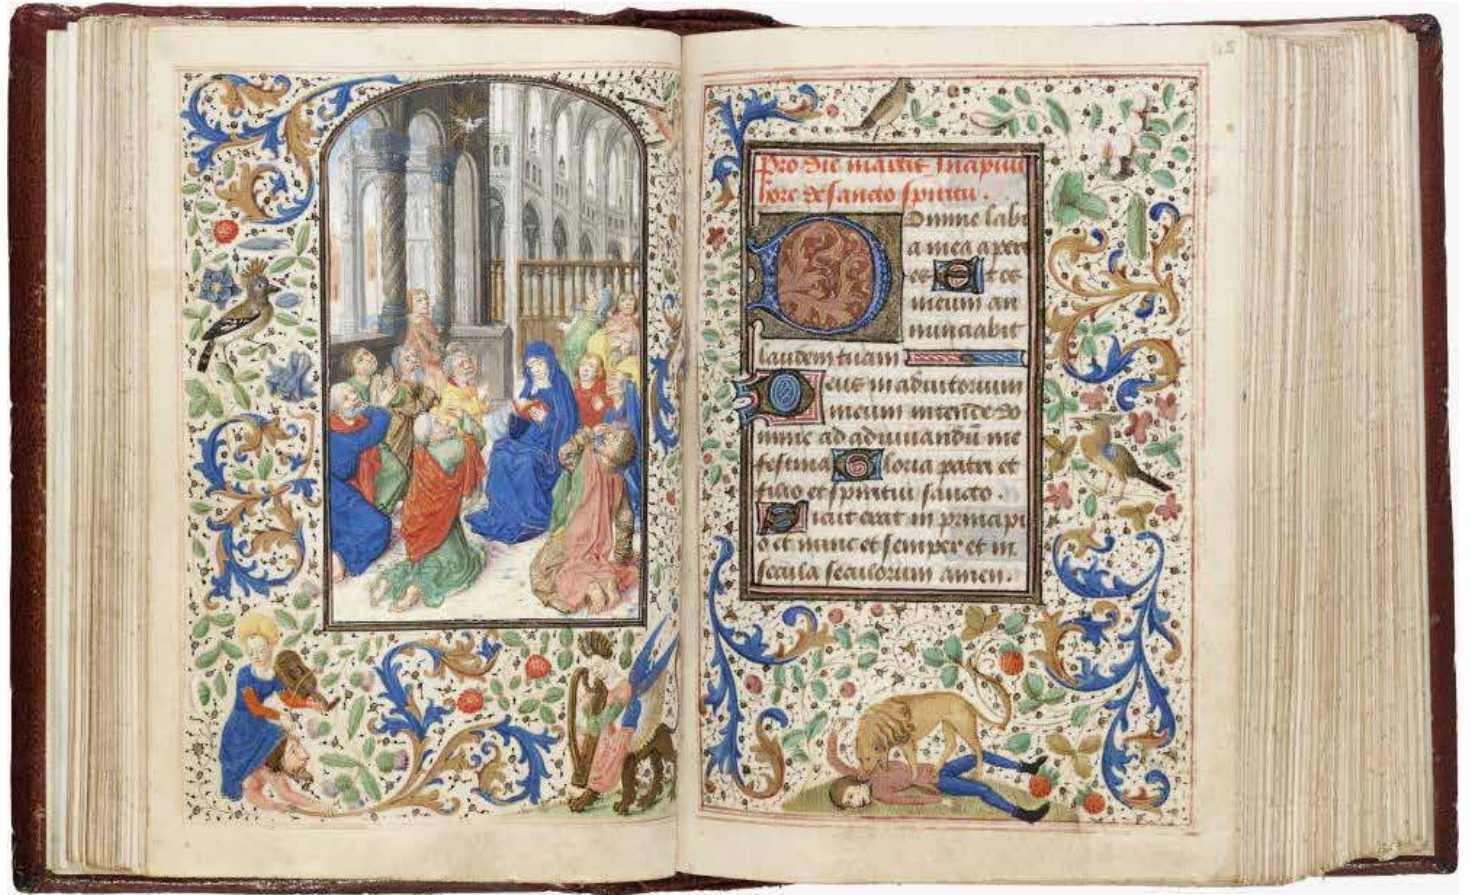 Pro die martis Incipiut
hore de sancto spiritu.
Domine labi
a mea aperi
es Et os
meum an
nunciabit
laudem tuam
Deus in adiutorium
meum intende Do
mine ad adiuuandū me
festina Gloria patri et
filio et spiritui sancto.
Sicut erat in principi
o et nunc et semper et in
secula seculorum amen.